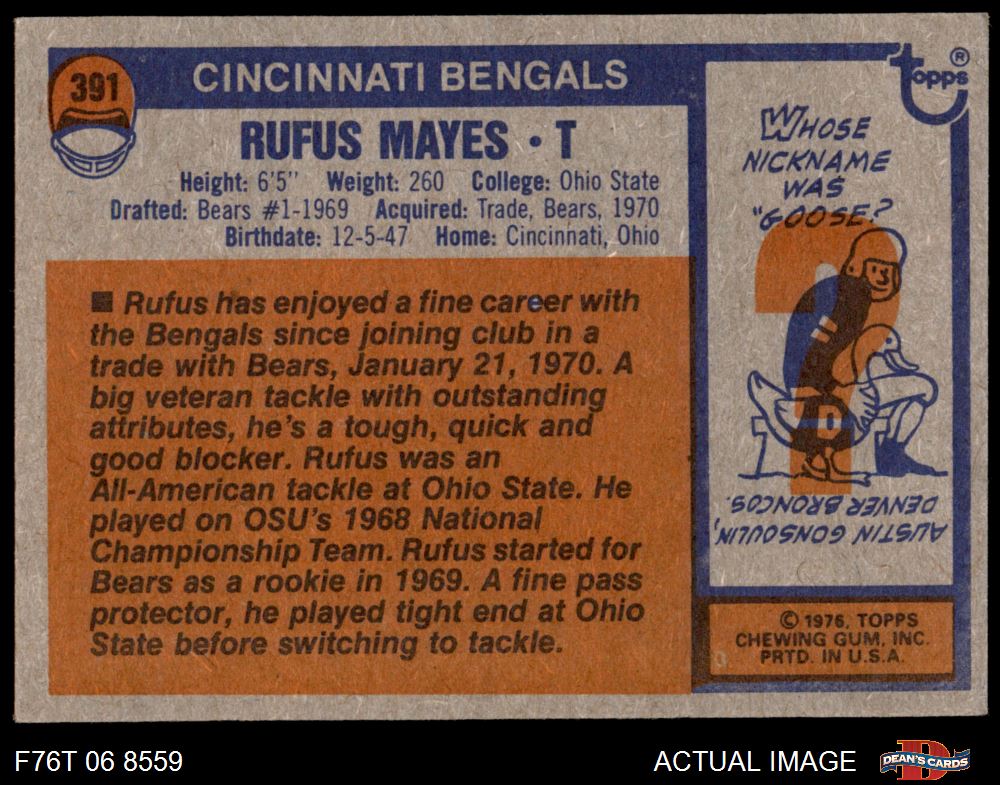 391
CINCINNATI BENGALS
RUFUS MAYES • T
Height: 6'5" Weight: 260 College: Ohio State
Drafted: Bears #1-1969 Acquired: Trade, Bears, 1970
Birthdate: 12-5-47 Home: Cincinnati, Ohio
■ Rufus has enjoyed a fine career with
the Bengals since joining club in a
trade with Bears, January 21, 1970. A
big veteran tackle with outstanding
attributes, he's a tough, quick and
good blocker. Rufus was an
All-American tackle at Ohio State. He
played on OSU's 1968 National
Championship Team. Rufus started for
Bears as a rookie in 1969. A fine pass
protector, he played tight end at Ohio
State before switching to tackle.
Topps®
WHOSE
NICKNAME
WAS
"GOOSE?
AUSTIN GONSOULIN,
DENVER BRONCOS.
© 1976, TOPPS
CHEWING GUM, INC.
PRTD. IN U.S.A.
F76T 06 8559
ACTUAL IMAGE
D
DEAN'S CARDS